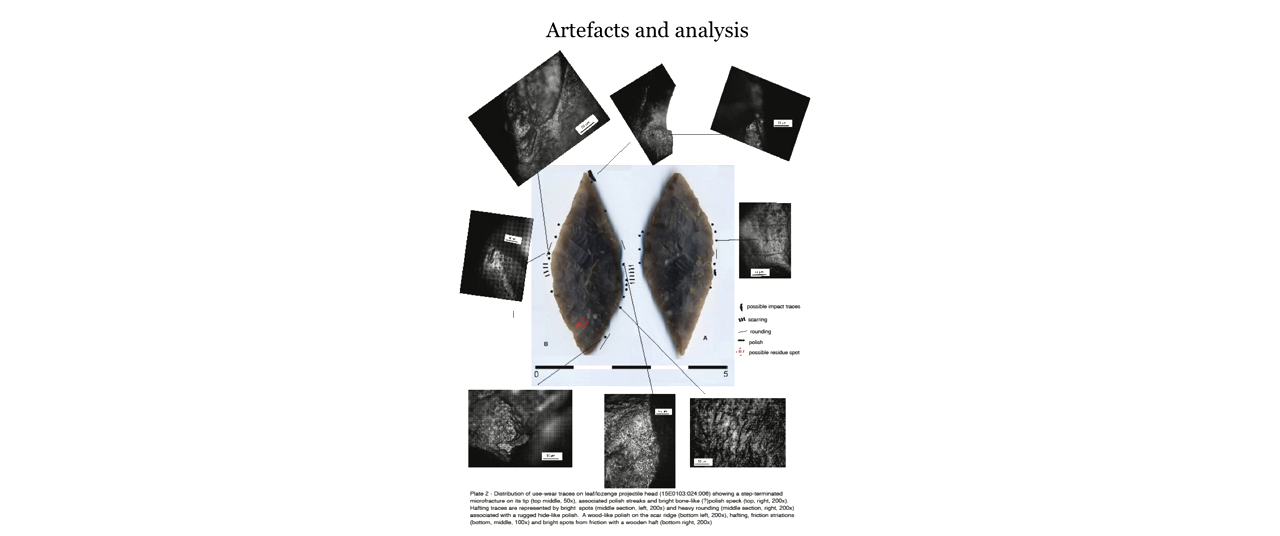 Artefacts and analysis
B
A
0
5
possible impact traces
scarring
rounding
polish
possible residue spot
Plate 2 - Distribution of use-wear traces on leaf/lozenge projectile head (15E0103:024:006) showing a step-terminated
microfracture on its tip (top middle, 50x), associated polish streaks and bright bone-like (?)polish speck (top, right, 200x).
Hafting traces are represented by bright spots (middle section, left, 200x) and heavy rounding (middle section, right, 200x)
associated with a rugged hide-like polish. A wood-like polish on the scar ridge (bottom left, 200x), hafting, friction striations
(bottom, middle, 100x) and bright spots from friction with a wooden haft (bottom right, 200x)